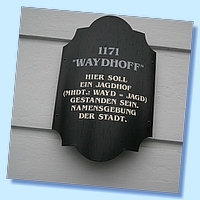 1171
"WAYDHOFF"
HIER SOLL
EIN JAGDHOF
(MHDT.: WAYD = JAGD)
GESTANDEN SEIN.
NAMENSGEBUNG
DER STADT.